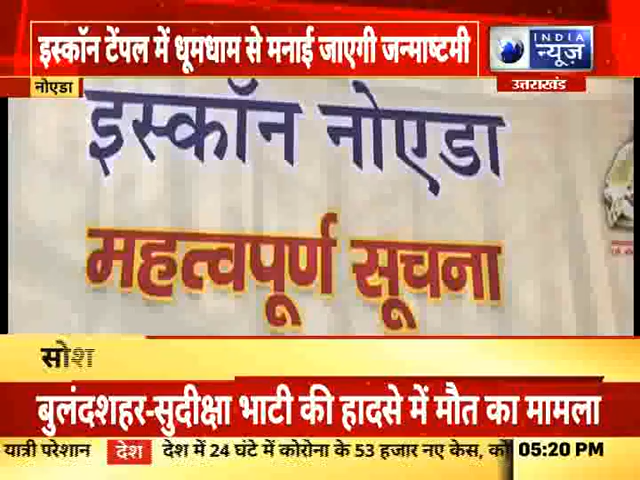 इस्कॉन टेंपल में धूमधाम से मनाई जाएगी जन्माष्टमी
INDIA
न्यूज़
नोएडा
उत्तराखंड
इस्कॉन नोएडा
महत्वपूर्ण सूचना
सोश
बुलंदशहर-सुदीक्षा भाटी की हादसे में मौत का मामला
यात्री परेशान देश देश में 24 घंटे में कोरोना के 53 हजार नए केस, को 05:20 PM